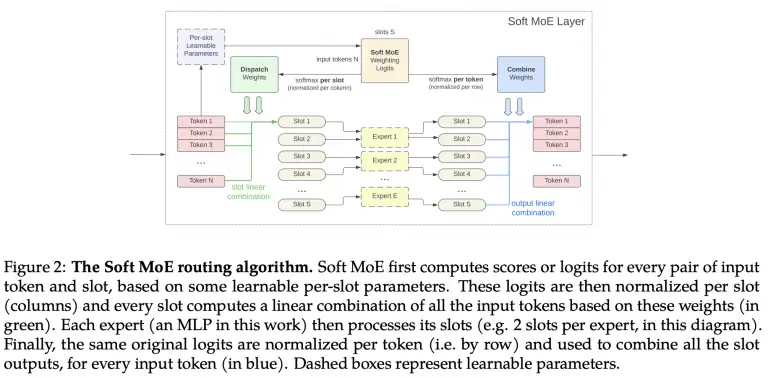 Soft MoE Layer
slots S
Per-slot
Learnable
Parameters
input tokens N
Soft MoE
Weighting
Logits
Dispatch
Weights
softmax per slot
(normalized per column)
softmax per token
(normalized per row)
Combine
Weights
Token 1
Token 2
Token 3
...
Token N
slot linear
combination
Slot 1
Slot 2
Slot 3
Slot 4
...
Slot S
Expert 1
Expert 2
...
Expert E
Slot 1
Slot 2
Slot 3
Slot 4
...
Slot S
output linear
combination
Token 1
Token 2
Token 3
...
Token N
Figure 2: The Soft MoE routing algorithm. Soft MoE first computes scores or logits for every pair of input
token and slot, based on some learnable per-slot parameters. These logits are then normalized per slot
(columns) and every slot computes a linear combination of all the input tokens based on these weights (in
green). Each expert (an MLP in this work) then processes its slots (e.g. 2 slots per expert, in this diagram).
Finally, the same original logits are normalized per token (i.e. by row) and used to combine all the slot
outputs, for every input token (in blue). Dashed boxes represent learnable parameters.